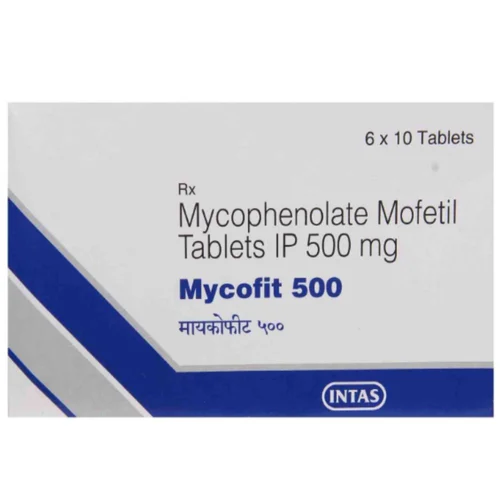 6 x 10 Tablets
Rx
Mycophenolate Mofetil
Tablets IP 500 mg
Mycofit 500
मायकोफीट ५००
INTAS